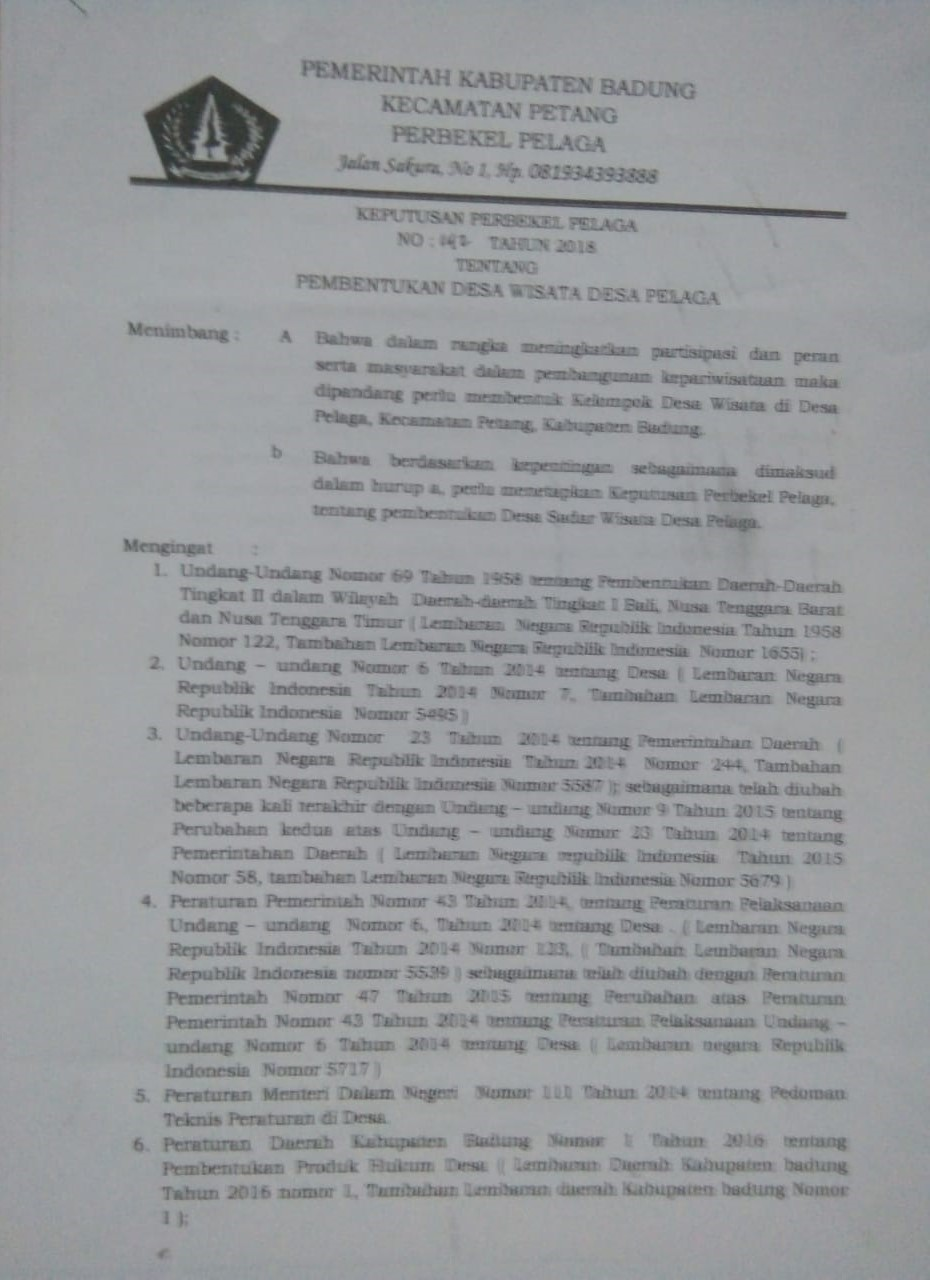 PEMERINTAH KABUPATEN BADUNG
KECAMATAN PETANG
PERBEKEL PELAGA
Jalan Sakura, No 1, Hp. 081934393888
KEPUTUSAN PERBEKEL PELAGA
NO : TAHUN 2018
TENTANG
PEMBENTUKAN DESA WISATA DESA PELAGA
Menimbang : A Bahwa dalam rangka meningkatkan partisipasi dan peran
serta masyarakat dalam pembangunan kepariwisataan maka
dipandang perlu membentuk Kelompok Desa Wisata di Desa
Pelaga, Kecamatan Petang, Kabupaten Badung.
b Bahwa berdasarkan kepentingan sebagaimana dimaksud
dalam hurup a, perlu menetapkan Keputusan Perbekel Pelaga,
tentang pembentukan Desa Sadar Wisata Desa Pelaga.
Mengingat :
1. Undang-Undang Nomor 69 Tahun 1958 tentang Pembentukan Daerah-Daerah
Tingkat II dalam Wilayah Daerah-daerah Tingkat I Bali, Nusa Tenggara Barat
dan Nusa Tenggara Timur ( Lembaran Negara Republik Indonesia Tahun 1958
Nomor 122, Tambahan Lembaran Negara Republik Indonesia Nomor 1655) ;
2. Undang – undang Nomor 6 Tahun 2014 tentang Desa ( Lembaran Negara
Republik Indonesia Tahun 2014 Nomor 7, Tambahan Lembaran Negara
Republik Indonesia Nomor 5495 )
3. Undang-Undang Nomor 23 Tahun 2014 tentang Pemerintahan Daerah (
Lembaran Negara Republik Indonesia Tahun 2014 Nomor 244, Tambahan
Lembaran Negara Republik Indonesia Nomor 5587 ); sebagaimana telah diubah
beberapa kali terakhir dengan Undang – undang Nomor 9 Tahun 2015 tentang
Perubahan kedua atas Undang – undang Nomor 23 Tahun 2014 tentang
Pemerintahan Daerah ( Lembaran Negara republik Indonesia Tahun 2015
Nomor 58, tambahan Lembaran Negara Republik Indonesia Nomor 5679 )
4. Peraturan Pemerintah Nomor 43 Tahun 2014, tentang Peraturan Pelaksanaan
Undang – undang Nomor 6, Tahun 2014 tentang Desa . ( Lembaran Negara
Republik Indonesia Tahun 2014 Nomor 123, ( Tambahan Lembaran Negara
Republik Indonesia nomor 5539 ) sebagaimana telah diubah dengan Peraturan
Pemerintah Nomor 47 Tahun 2015 tentang Perubahan atas Peraturan
Pemerintah Nomor 43 Tahun 2014 tentang Peraturan Pelaksanaan Undang –
undang Nomor 6 Tahun 2014 tentang Desa ( Lembaran negara Republik
Indonesia Nomor 5717 )
5. Peraturan Menteri Dalam Negeri Nomor 111 Tahun 2014 tentang Pedoman
Teknis Peraturan di Desa.
6. Peraturan Daerah Kabupaten Badung Nomor 1 Tahun 2016 tentang
Pembentukan Produk Hukum Desa ( Lembaran Daerah Kabupaten badung
Tahun 2016 nomor 1, Tambahan Lembaran daerah Kabupaten badung Nomor
1 );